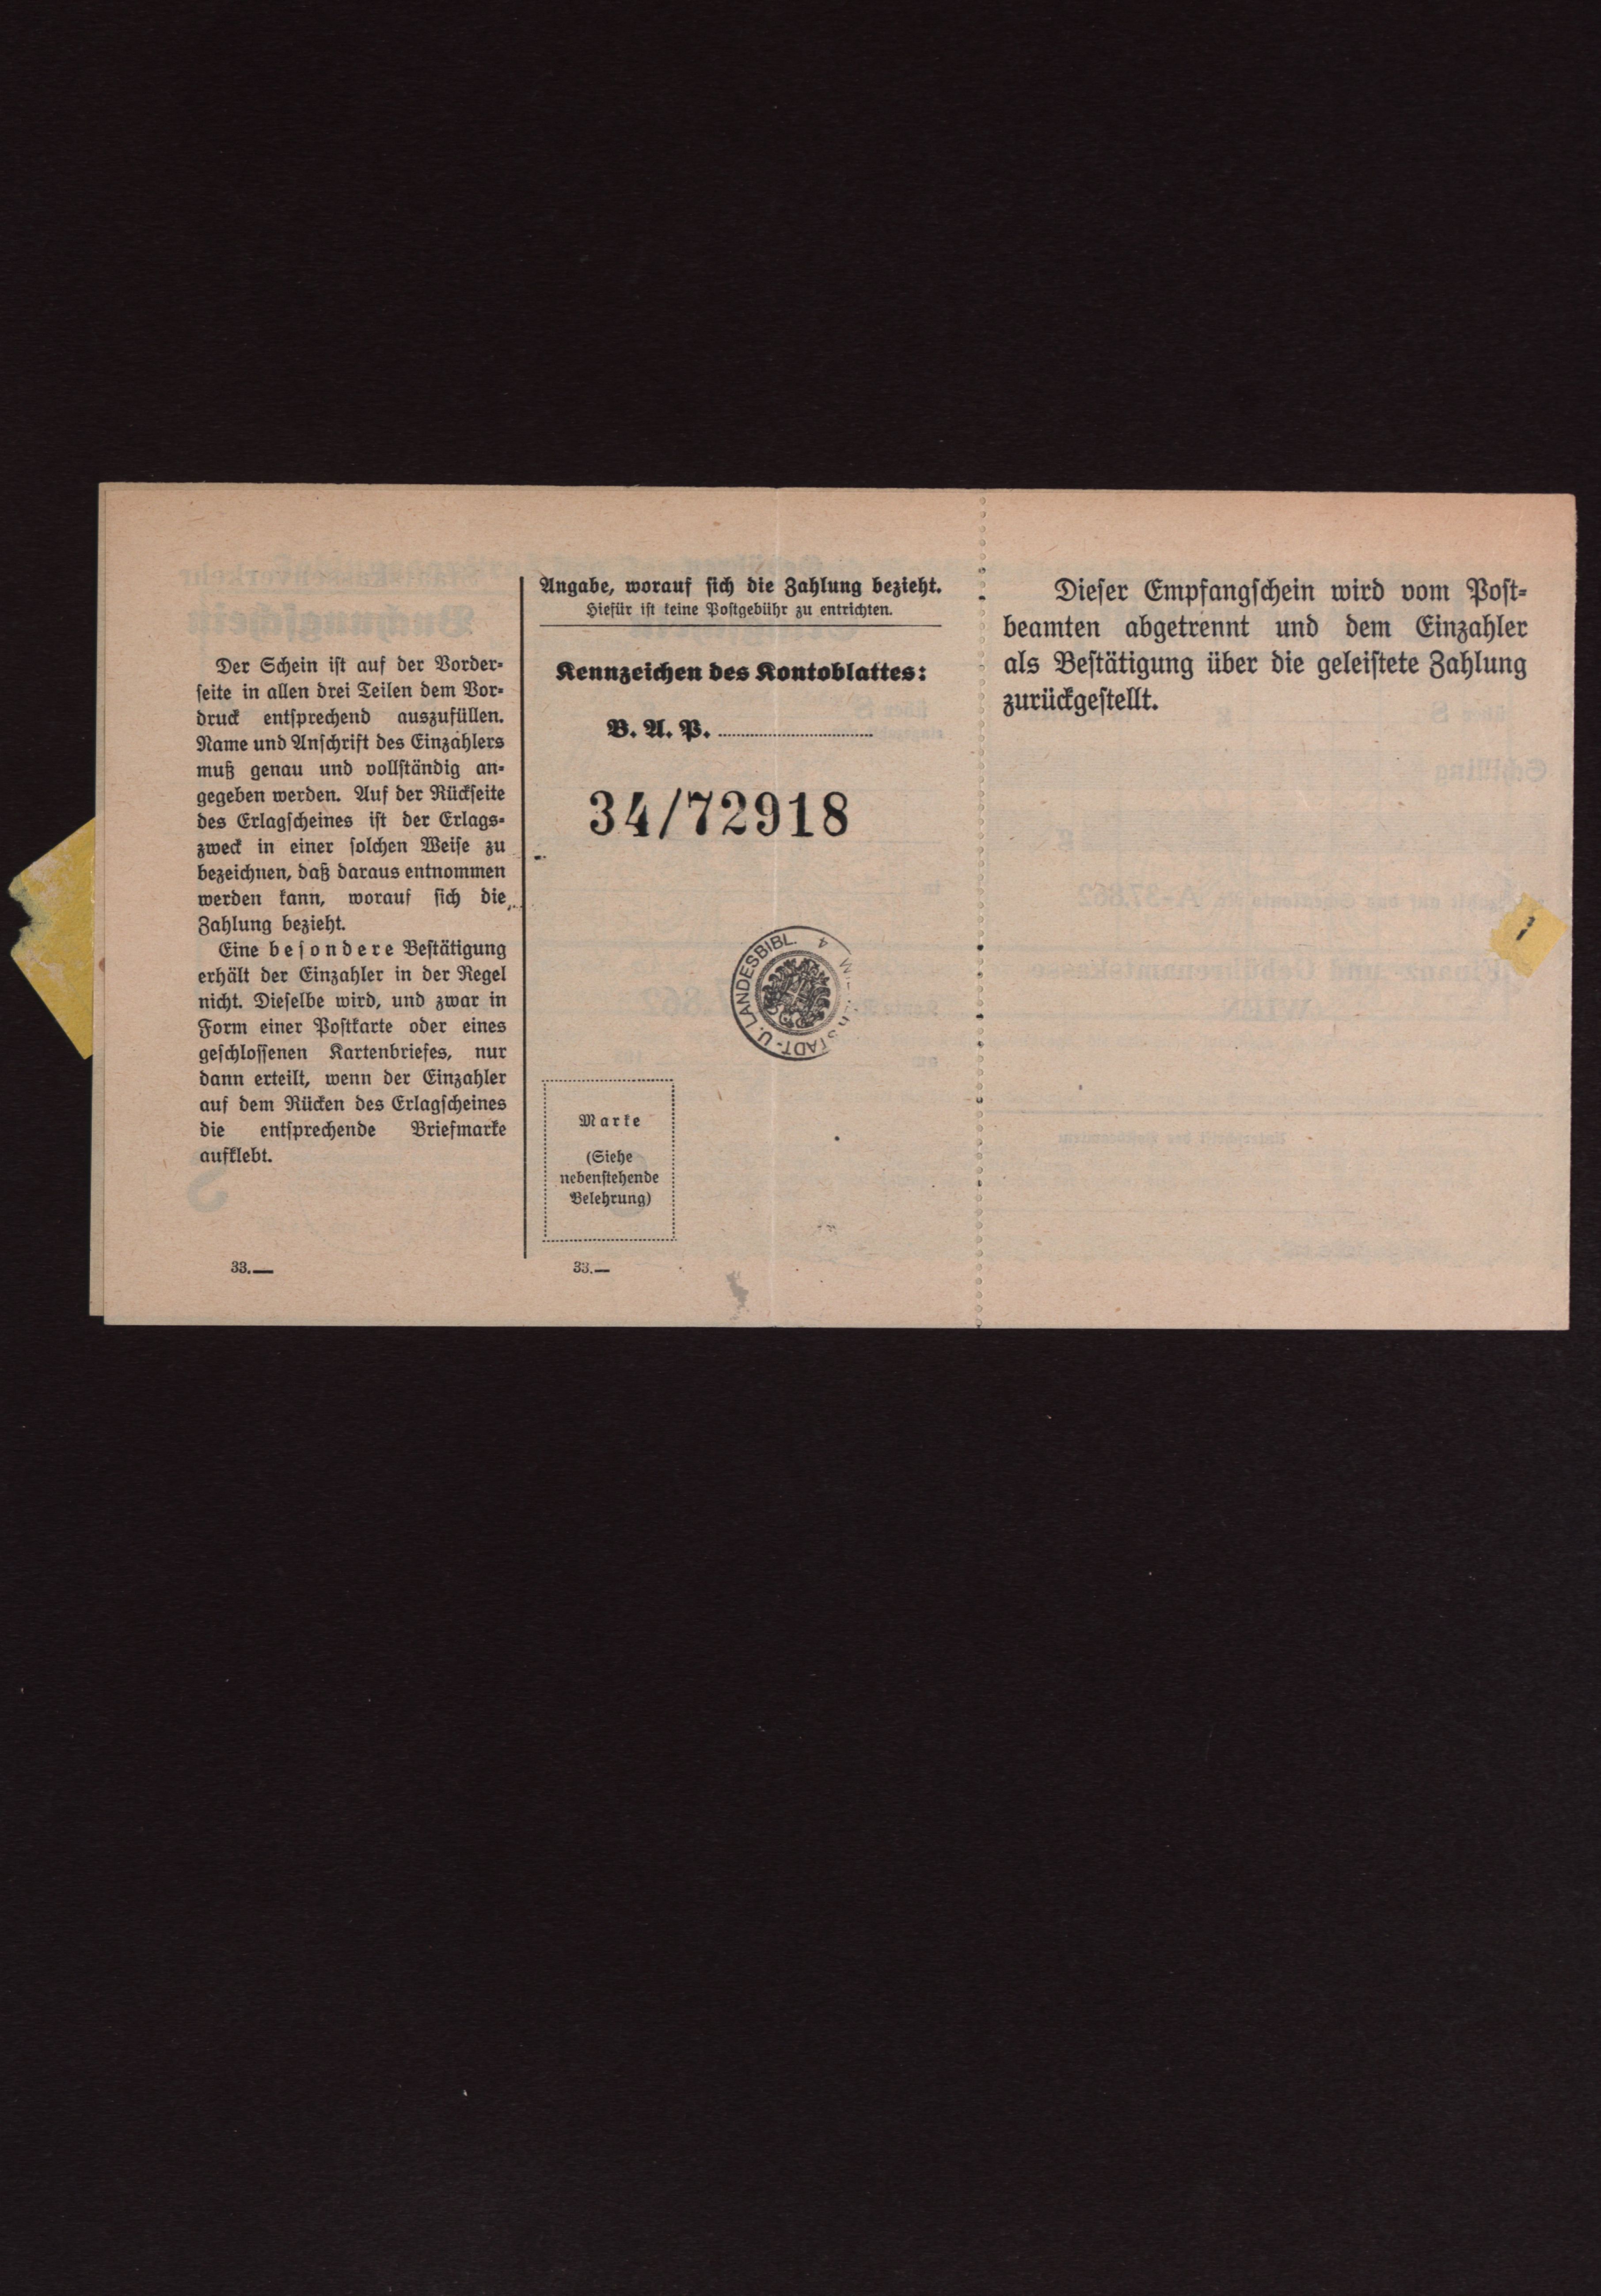 Der Schein ist auf der Vorder-
seite in allen drei Teilen dem Vor-
druck entsprechend auszufüllen.
Name und Anschrift des Einzahlers
muß genau und vollständig an-
gegeben werden. Auf der Rückseite
des Erlagscheines ist der Erlags-
zweck in einer solchen Weise zu
bezeichnen, daß daraus entnommen
werden kann, worauf sich die
Zahlung bezieht.
Eine besondere Bestätigung
erhält der Einzahler in der Regel
nicht. Dieselbe wird, und zwar in
Form einer Postkarte oder eines
geschlossenen Kartenbriefes, nur
dann erteilt, wenn der Einzahler
auf dem Rücken des Erlagscheines
die entsprechende Briefmarke
aufklebt.
33.—
Angabe, worauf sich die Zahlung bezieht.
Hiefür ist keine Postgebühr zu entrichten.
Kennzeichen des Kontoblattes:
B. A. P.
34/72918
STADT- U. LANDESBIBL.
Marke
(Siehe
nebenstehende
Belehrung)
33.—
Dieser Empfangschein wird vom Post-
beamten abgetrennt und dem Einzahler
als Bestätigung über die geleistete Zahlung
zurückgestellt.